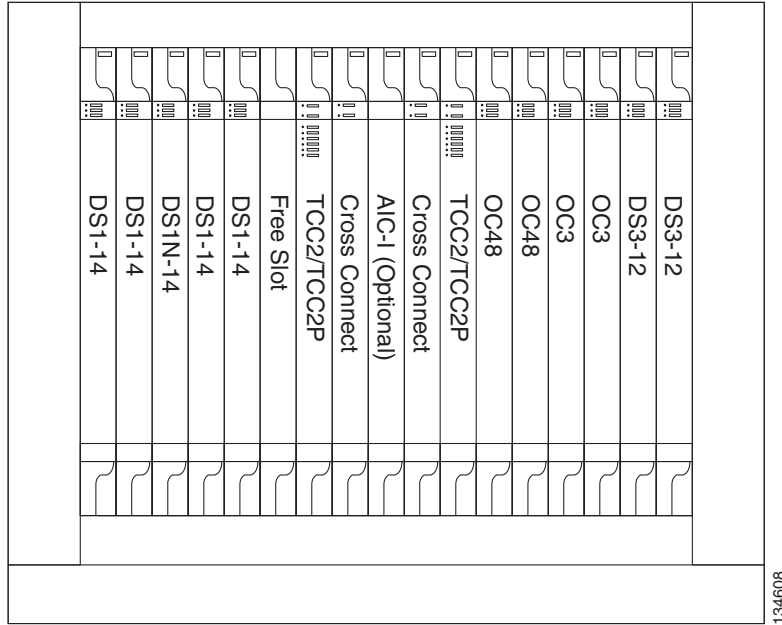 DS1-14
DS1-14
DS1N-14
DS1-14
DS1-14
Free Slot
TCC2/TCC2P
Cross Connect
AIC-I (Optional)
Cross Connect
TCC2/TCC2P
OC48
OC48
OC3
OC3
DS3-12
DS3-12
134608